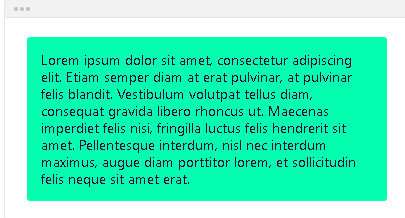 Lorem ipsum dolor sit amet, consectetur adipiscing
elit. Etiam semper diam at erat pulvinar, at pulvinar
felis blandit. Vestibulum volutpat tellus diam,
consequat gravida libero rhoncus ut. Maecenas
imperdiet felis nisi, fringilla luctus felis hendrerit sit
amet. Pellentesque interdum, nisl nec interdum
maximus, augue diam porttitor lorem, et sollicitudin
felis neque sit amet erat.